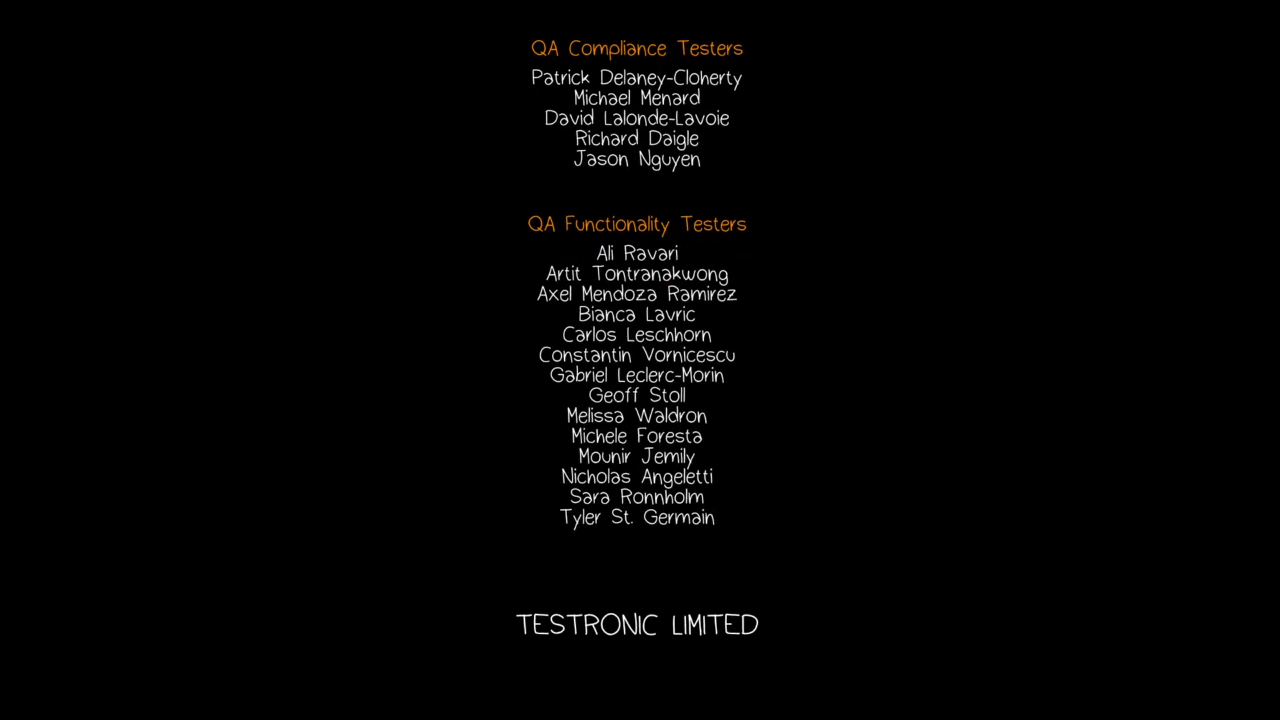 QA Compliance Testers
Patrick Delaney-Cloherty
Michael Menard
David Lalonde-Lavoie
Richard Daigle
Jason Nguyen
QA Functionality Testers
Ali Ravari
Artit Tontranakwong
Axel Mendoza Ramirez
Bianca Lavric
Carlos Leschhorn
Constantin Vornicescu
Gabriel Leclerc-Morin
Geoff Stoll
Melissa Waldron
Michele Foresta
Mounir Jemily
Nicholas Angeletti
Sara Ronnholm
Tyler St. Germain
TESTRONIC LIMITED